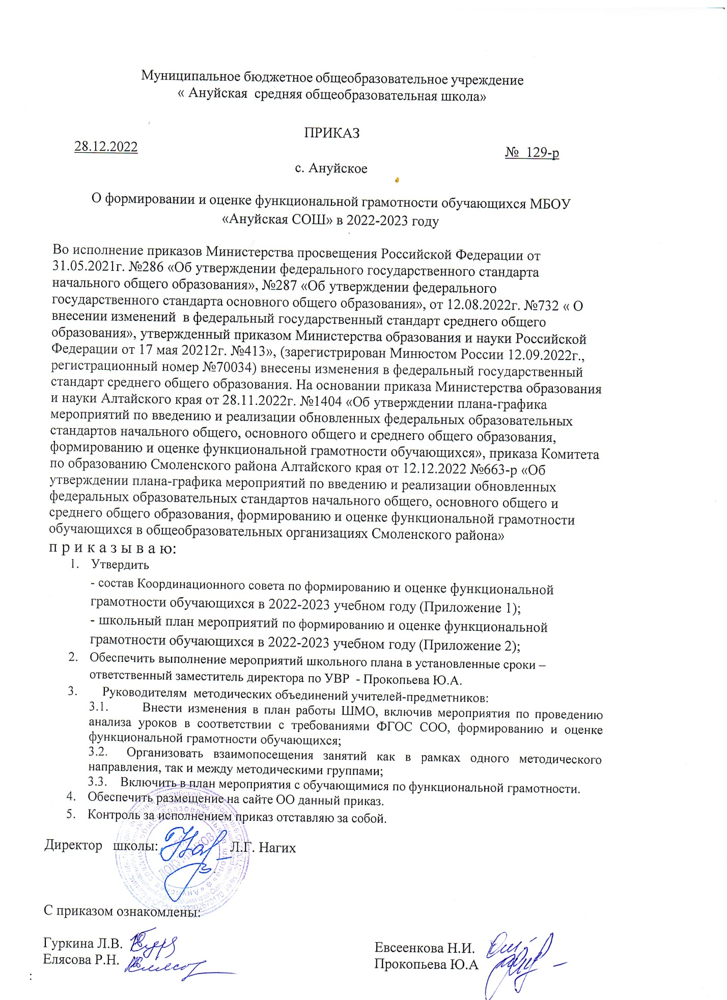 Муниципальное бюджетное общеобразовательное учреждение
« Ануйская средняя общеобразовательная школа»
ПРИКАЗ
28.12.2022
№ 129-р
с. Ануйское
О формировании и оценке функциональной грамотности обучающихся МБОУ
«Ануйская СОШ» в 2022-2023 году
Во исполнение приказов Министерства просвещения Российской Федерации от
31.05.2021г. №286 «Об утверждении федерального государственного стандарта
начального общего образования», №287 «Об утверждении федерального
государственного стандарта основного общего образования», от 12.08.2022г. №732 « О
внесении изменений в федеральный государственный стандарт среднего общего
образования», утвержденный приказом Министерства образования и науки Российской
Федерации от 17 мая 20212г. №413», (зарегистрирован Минюстом России 12.09.2022г.,
регистрационный номер №70034) внесены изменения в федеральный государственный
стандарт среднего общего образования. На основании приказа Министерства образования
и науки Алтайского края от 28.11.2022г. №1404 «Об утверждении плана-графика
мероприятий по введению и реализации обновленных федеральных образовательных
стандартов начального общего, основного общего и среднего общего образования,
формированию и оценке функциональной грамотности обучающихся», приказа Комитета
по образованию Смоленского района Алтайского края от 12.12.2022 №663-р «Об
утверждении плана-графика мероприятий по введению и реализации обновленных
федеральных образовательных стандартов начального общего, основного общего и
среднего общего образования, формированию и оценке функциональной грамотности
обучающихся в общеобразовательных организациях Смоленского района»
п р и к а з ы в а ю:
1. Утвердить
- состав Координационного совета по формированию и оценке функциональной
грамотности обучающихся в 2022-2023 учебном году (Приложение 1);
- школьный план мероприятий по формированию и оценке функциональной
грамотности обучающихся в 2022-2023 учебном году (Приложение 2);
2. Обеспечить выполнение мероприятий школьного плана в установленные сроки –
ответственный заместитель директора по УВР - Прокопьева Ю.А.
3. Руководителям методических объединений учителей-предметников:
3.1. Внести изменения в план работы ШМО, включив мероприятия по проведению
анализа уроков в соответствии с требованиями ФГОС СОО, формированию и оценке
функциональной грамотности обучающихся;
3.2. Организовать взаимопосещения занятий как в рамках одного методического
направления, так и между методическими группами;
3.3. Включить в план мероприятия с обучающимися по функциональной грамотности.
4. Обеспечить размещение на сайте ОО данный приказ.
5. Контроль за исполнением приказ отставляю за собой.
Директор школы: Л.Г. Нагих
ДОКУМЕНТОВ
С приказом ознакомлены:
Гуркина Л.В.
Елясова Р.Н.
Евсеенкова Н.И.
Прокопьева Ю.А
: